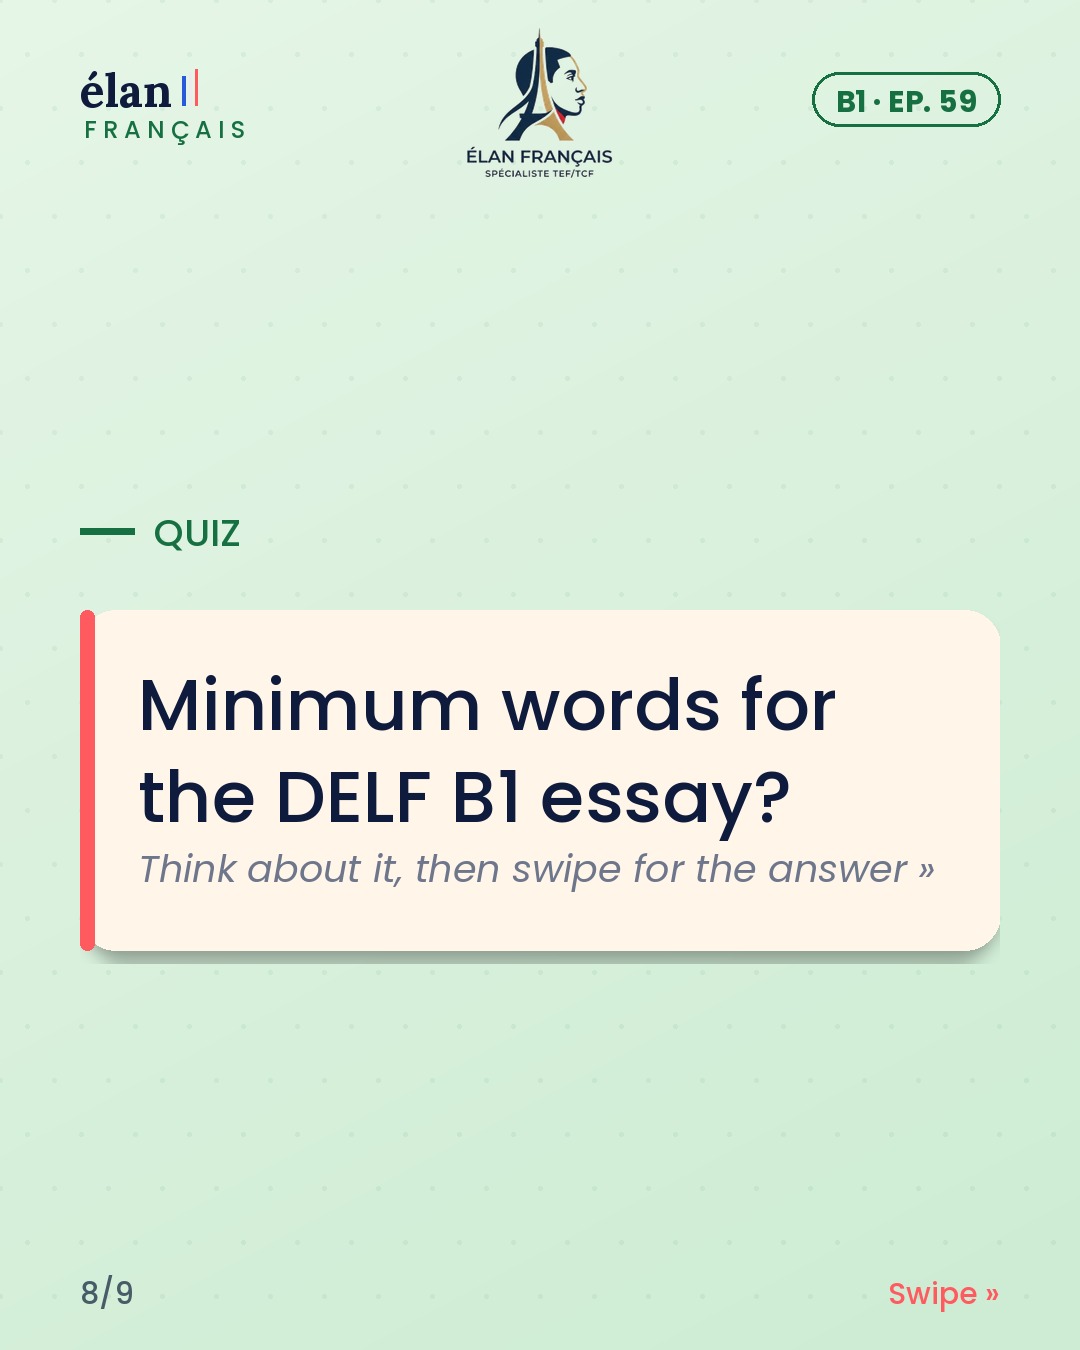 élan
FRANÇAIS
ÉLAN FRANÇAIS
SPÉCIALISTE TEF/TCF
B1 · EP. 59
QUIZ
Minimum words for
the DELF B1 essay?
Think about it, then swipe for the answer »
8/9
Swipe »